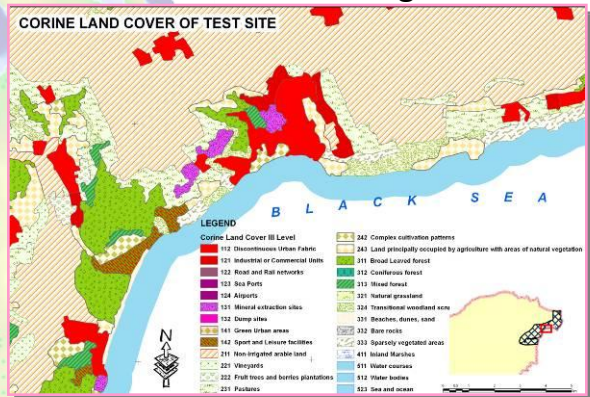 CORINE LAND COVER OF TEST SITE
B L A C K S E A
LEGEND
Corine Land Cover III Level
112 Discontinuous Urban Fabric
121 Industrial or Commercial Units
122 Road and Rail networks
123 Sea Ports
124 Airports
131 Mineral extraction sites
132 Dump sites
141 Green Urban areas
142 Sport and Leisure facilities
211 Non-irrigated arable land
221 Vineyards
222 Fruit trees and berries plantations
231 Pastures
242 Complex cultivation patterns
243 Land principally occupied by agriculture with areas of natural vegetation
311 Broad Leaved forest
312 Coniferous forest
313 Mixed forest
321 Natural grassland
324 Transitional woodland scru
331 Beaches, dunes, sand
332 Bare rocks
333 Sparsely vegetated areas
411 Inland Marshes
511 Water courses
512 Water bodies
523 Sea and ocean
N